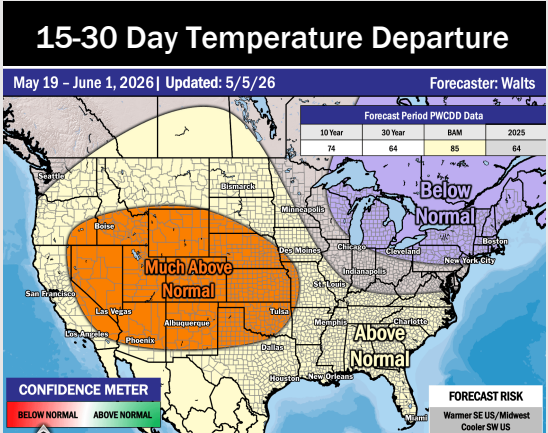 15-30 Day Temperature Departure
May 19 – June 1, 2026| Updated: 5/5/26
Forecaster: Walts
Forecast Period PWCDD Data
10 Year 30 Year BAM 2025
74 64 85 64
Seattle
Bismarck
Below
Normal
Minneapolis
Boise
Boston
Chicago
Cleveland
Des Moines
New York City
Much Above
Normal
Indianapolis
San Francisco
St. Louis
Las Vegas
Tulsa
Albuquerque
Memphis
Charlotte
Los Angeles
Above
Normal
Phoenix
Dallas
Houston
New Orleans
Miami
CONFIDENCE METER
BELOW NORMAL
ABOVE NORMAL
FORECAST RISK
Warmer SE US/Midwest
Cooler SW US